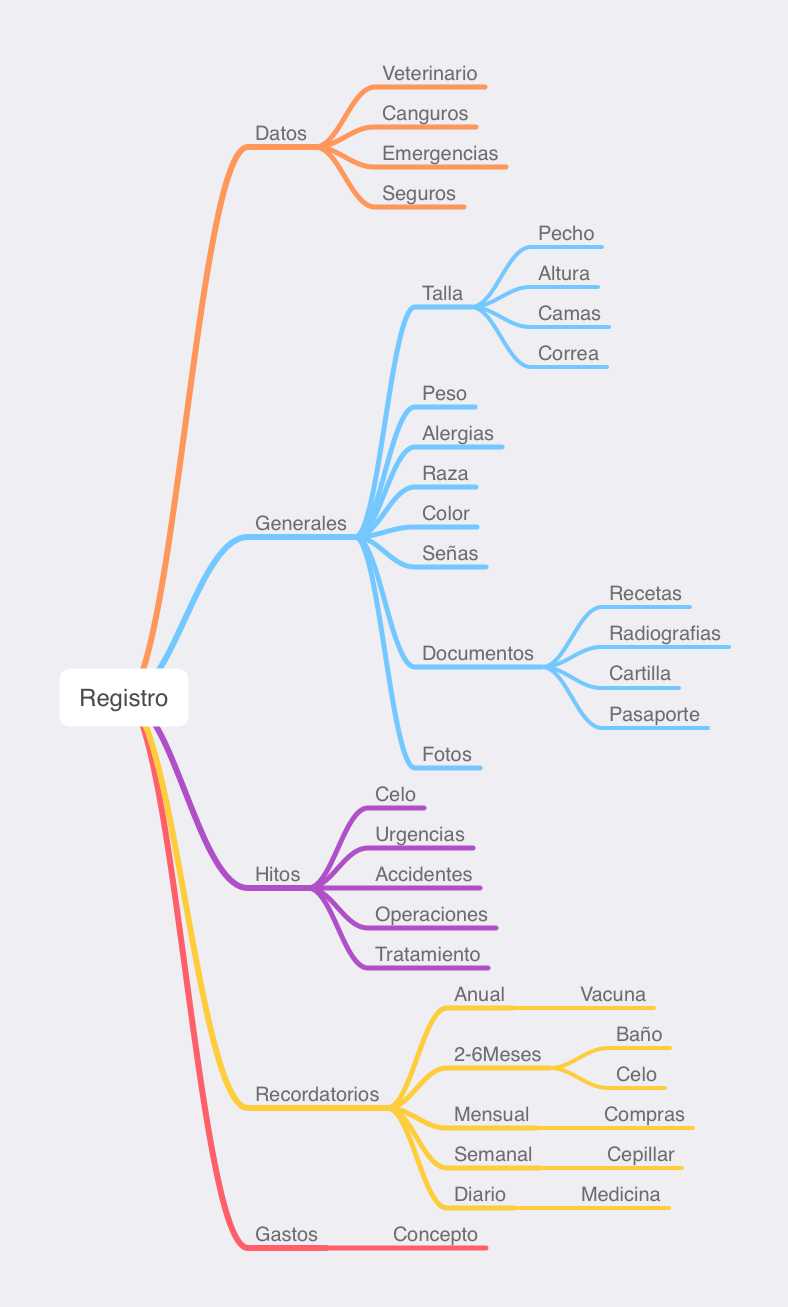 Veterinario
Canguros
Datos
Emergencias
Seguros
Pecho
Altura
Talla
Camas
Correa
Peso
Alergias
Raza
Color
Generales
Señas
Recetas
Radiografias
Documentos
Cartilla
Pasaporte
Registro
Fotos
Celo
Urgencias
Hitos
Accidentes
Operaciones
Tratamiento
Anual
Vacuna
Baño
2-6Meses
Celo
Recordatorios
Mensual
Compras
Semanal
Cepillar
Diario
Medicina
Gastos
Concepto